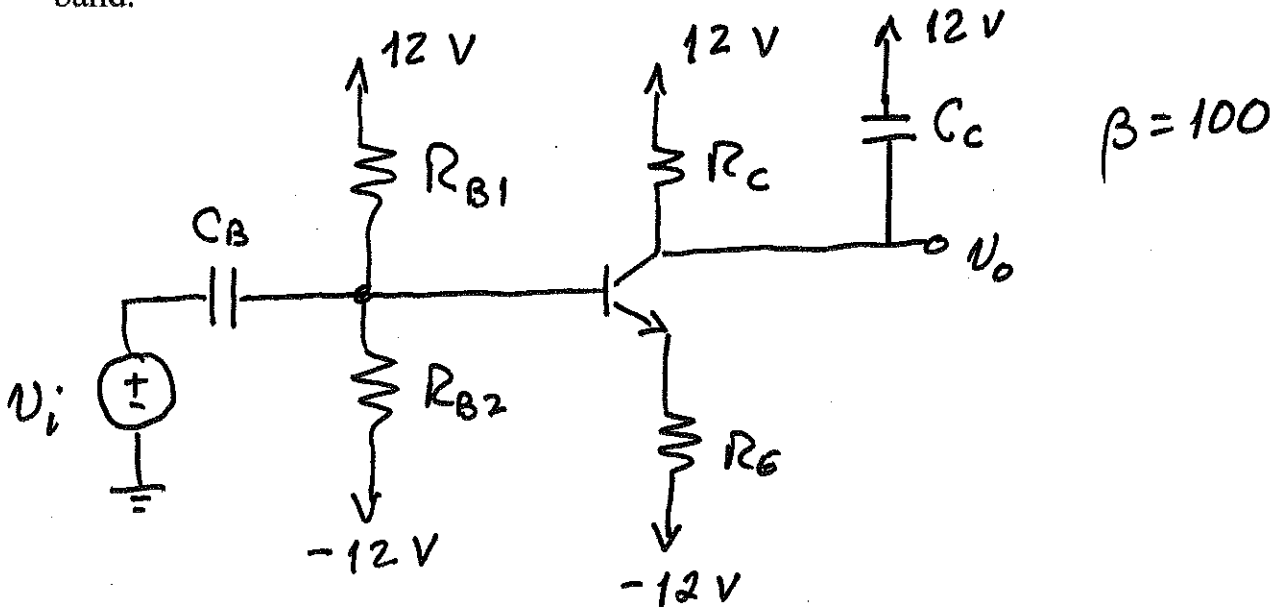 band.
12 V
12 V
12 V
R_B1
R_C
C_C
β = 100
C_B
v_o
v_i
+
-
R_B2
R_E
-12 V
-12 V